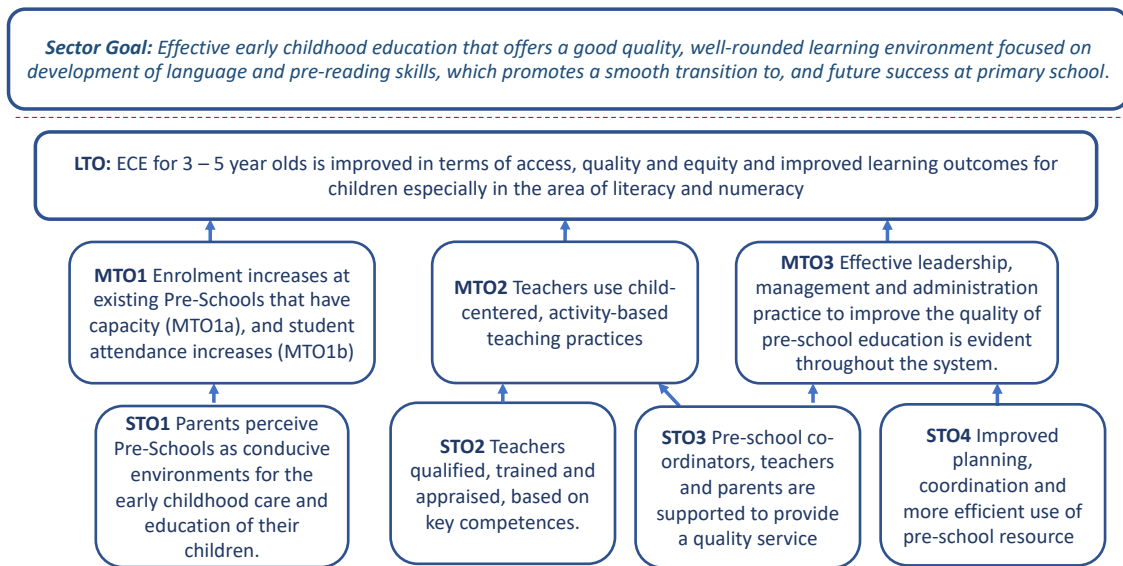 Sector Goal: Effective early childhood education that offers a good quality, well-rounded learning environment focused on
development of language and pre-reading skills, which promotes a smooth transition to, and future success at primary school.
LTO: ECE for 3 – 5 year olds is improved in terms of access, quality and equity and improved learning outcomes for
children especially in the area of literacy and numeracy
MTO1 Enrolment increases at
existing Pre-Schools that have
capacity (MTO1a), and student
attendance increases (MTO1b)
MTO2 Teachers use child-
centered, activity-based
teaching practices
MTO3 Effective leadership,
management and administration
practice to improve the quality of
pre-school education is evident
throughout the system.
STO1 Parents perceive
Pre-Schools as conducive
environments for the
early childhood care and
education of their
children.
STO2 Teachers
qualified, trained and
appraised, based on
key competences.
STO3 Pre-school co-
ordinators, teachers
and parents are
supported to provide
a quality service
STO4 Improved
planning,
coordination and
more efficient use of
pre-school resource